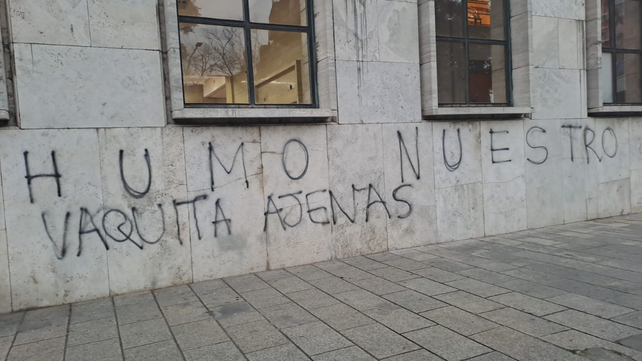 HUMO NUESTRO
VAQUITA AJENAS